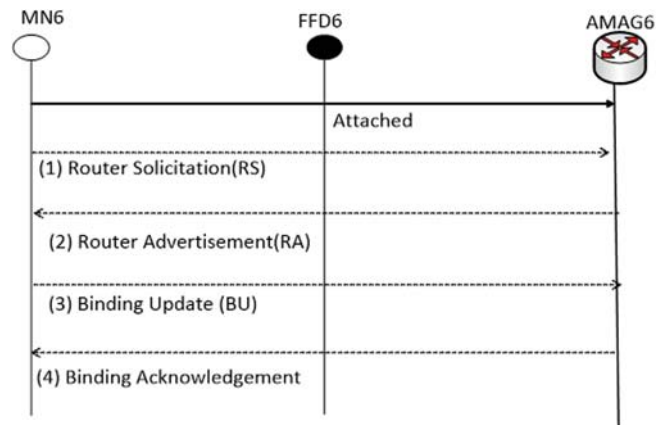 MN6
FFD6
AMAG6
Attached
(1) Router Solicitation(RS)
(2) Router Advertisement(RA)
(3) Binding Update (BU)
(4) Binding Acknowledgement